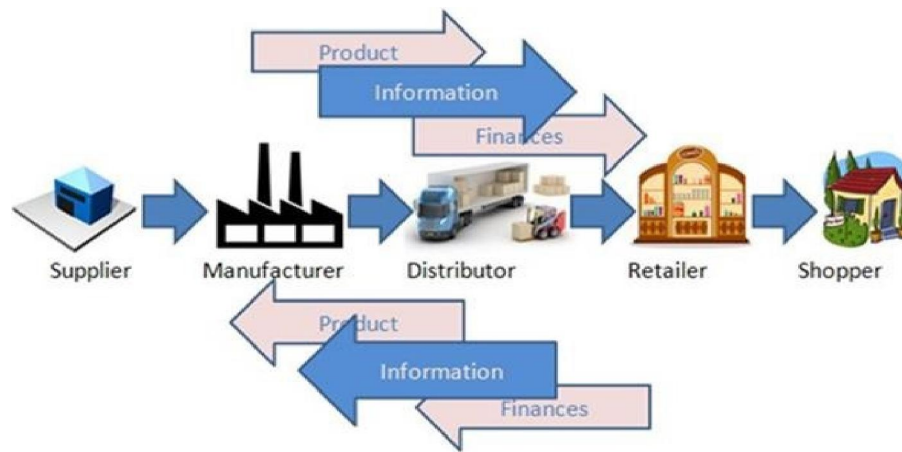 Product
Information
Finances
Supplier
Manufacturer
Distributor
Retailer
Shopper
Product
Information
Finances